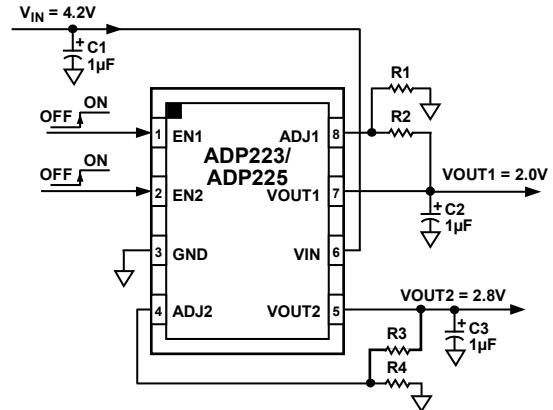 VIN = 4.2V
C1
1µF
R1
R2
OFF ON
OFF ON
1 EN1
2 EN2
3 GND
4 ADJ2
ADP223/
ADP225
ADJ1 8
VOUT1 7
VIN 6
VOUT2 5
VOUT1 = 2.0V
C2
1µF
VOUT2 = 2.8V
C3
1µF
R3
R4
+
+
+